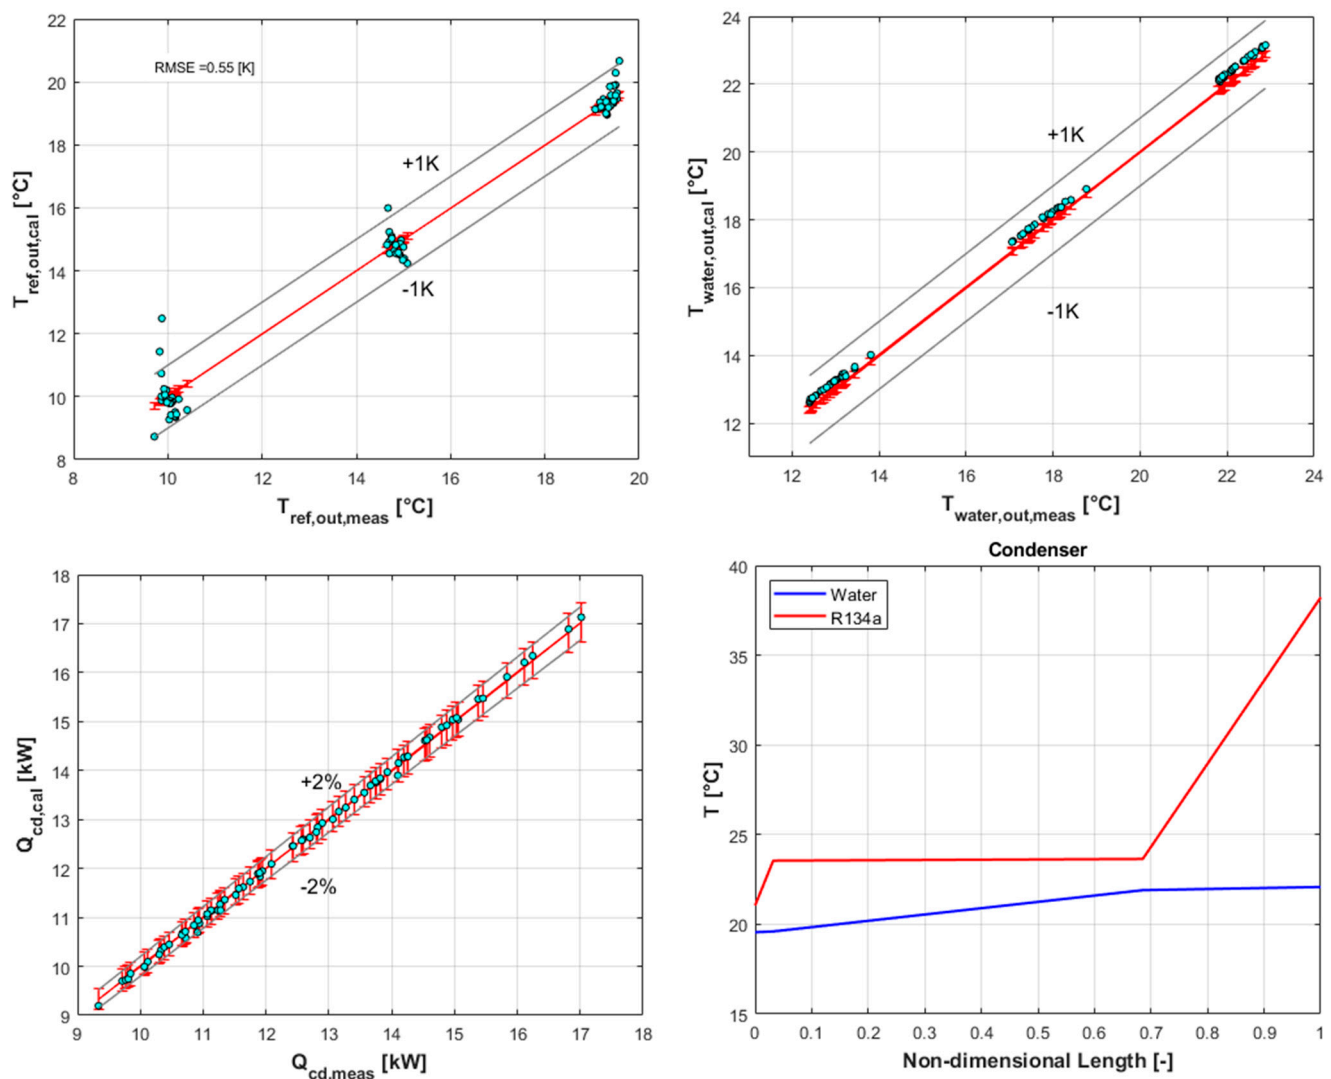 22
20
18
16
14
12
10
8
T_ref,out,cal [°C]
RMSE =0.55 [K]
+1K
-1K
8 10 12 14 16 18 20
T_ref,out,meas [°C]
24
22
20
18
16
14
12
T_water,out,cal [°C]
+1K
-1K
12 14 16 18 20 22 24
T_water,out,meas [°C]
18
17
16
15
14
13
12
11
10
9
Q_cd,cal [kW]
+2%
-2%
9 10 11 12 13 14 15 16 17 18
Q_cd,meas [kW]
Condenser
40
35
30
25
20
15
T [°C]
Water
R134a
0 0.1 0.2 0.3 0.4 0.5 0.6 0.7 0.8 0.9 1
Non-dimensional Length [-]